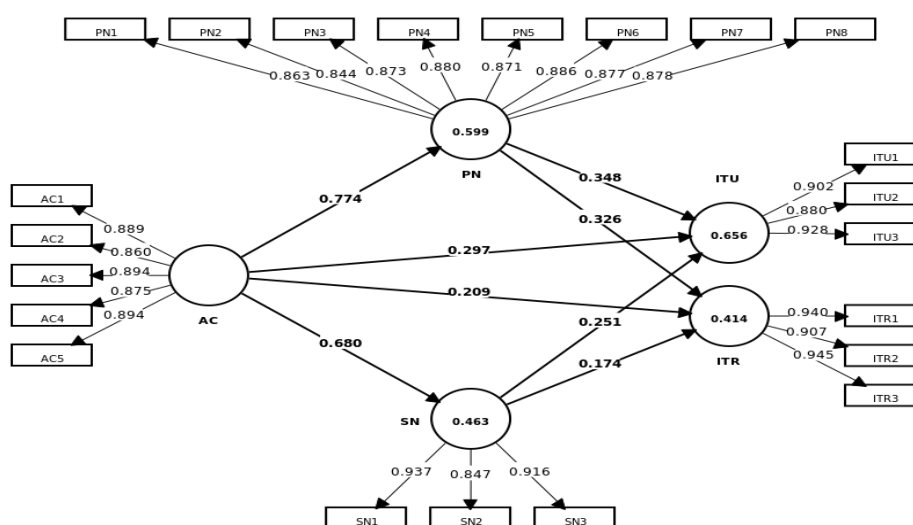 PN1 PN2 PN3 PN4 PN5 PN6 PN7 PN8
0.863 0.844 0.873 0.880 0.871 0.886 0.877 0.878
0.599
PN
ITU
ITU1
ITU2
ITU3
0.902
0.880
0.928
0.656
0.774
0.348
0.326
0.297
0.209
0.251
0.174
0.680
AC1
AC2
AC3
AC4
AC5
0.889
0.860
0.894
0.875
0.894
AC
0.414
ITR
0.940
0.907
0.945
ITR1
ITR2
ITR3
SN
0.463
0.937 0.847 0.916
SN1 SN2 SN3